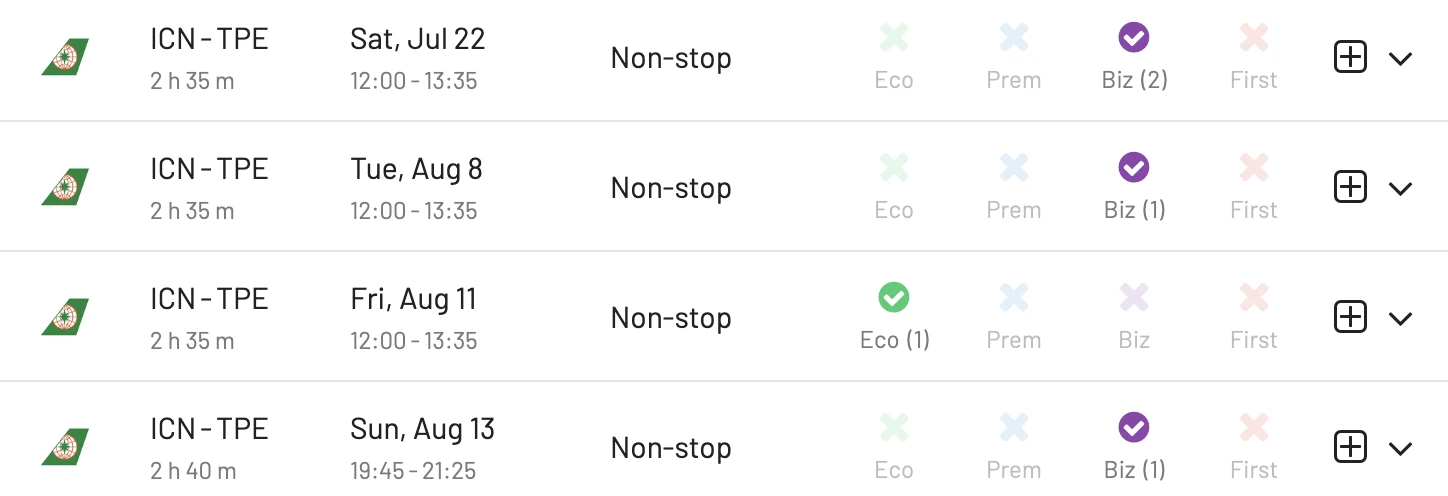 ICN - TPE Sat, Jul 22
Non-stop
2 h 35 m 12:00 - 13:35 Eco Prem Biz (2) First
ICN - TPE Tue, Aug 8
Non-stop
2 h 35 m 12:00 - 13:35 Eco Prem Biz (1) First
ICN - TPE Fri, Aug 11
Non-stop
2 h 35 m 12:00 - 13:35 Eco (1) Prem Biz First
ICN - TPE Sun, Aug 13
Non-stop
2 h 40 m 19:45 - 21:25 Eco Prem Biz (1) First